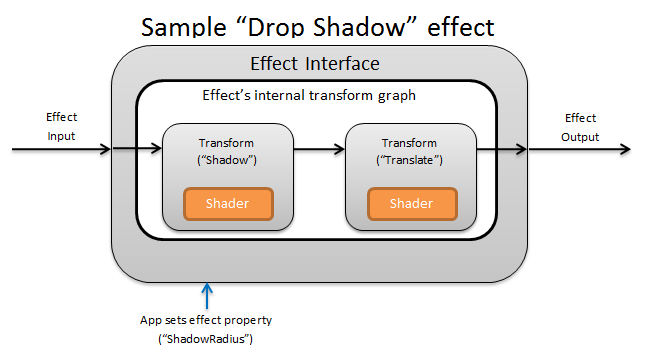 Sample “Drop Shadow” effect
Effect Interface
Effect’s internal transform graph
Effect
Input
Transform
(“Shadow”)
Shader
Transform
(“Translate”)
Shader
Effect
Output
App sets effect property
(“ShadowRadius”)